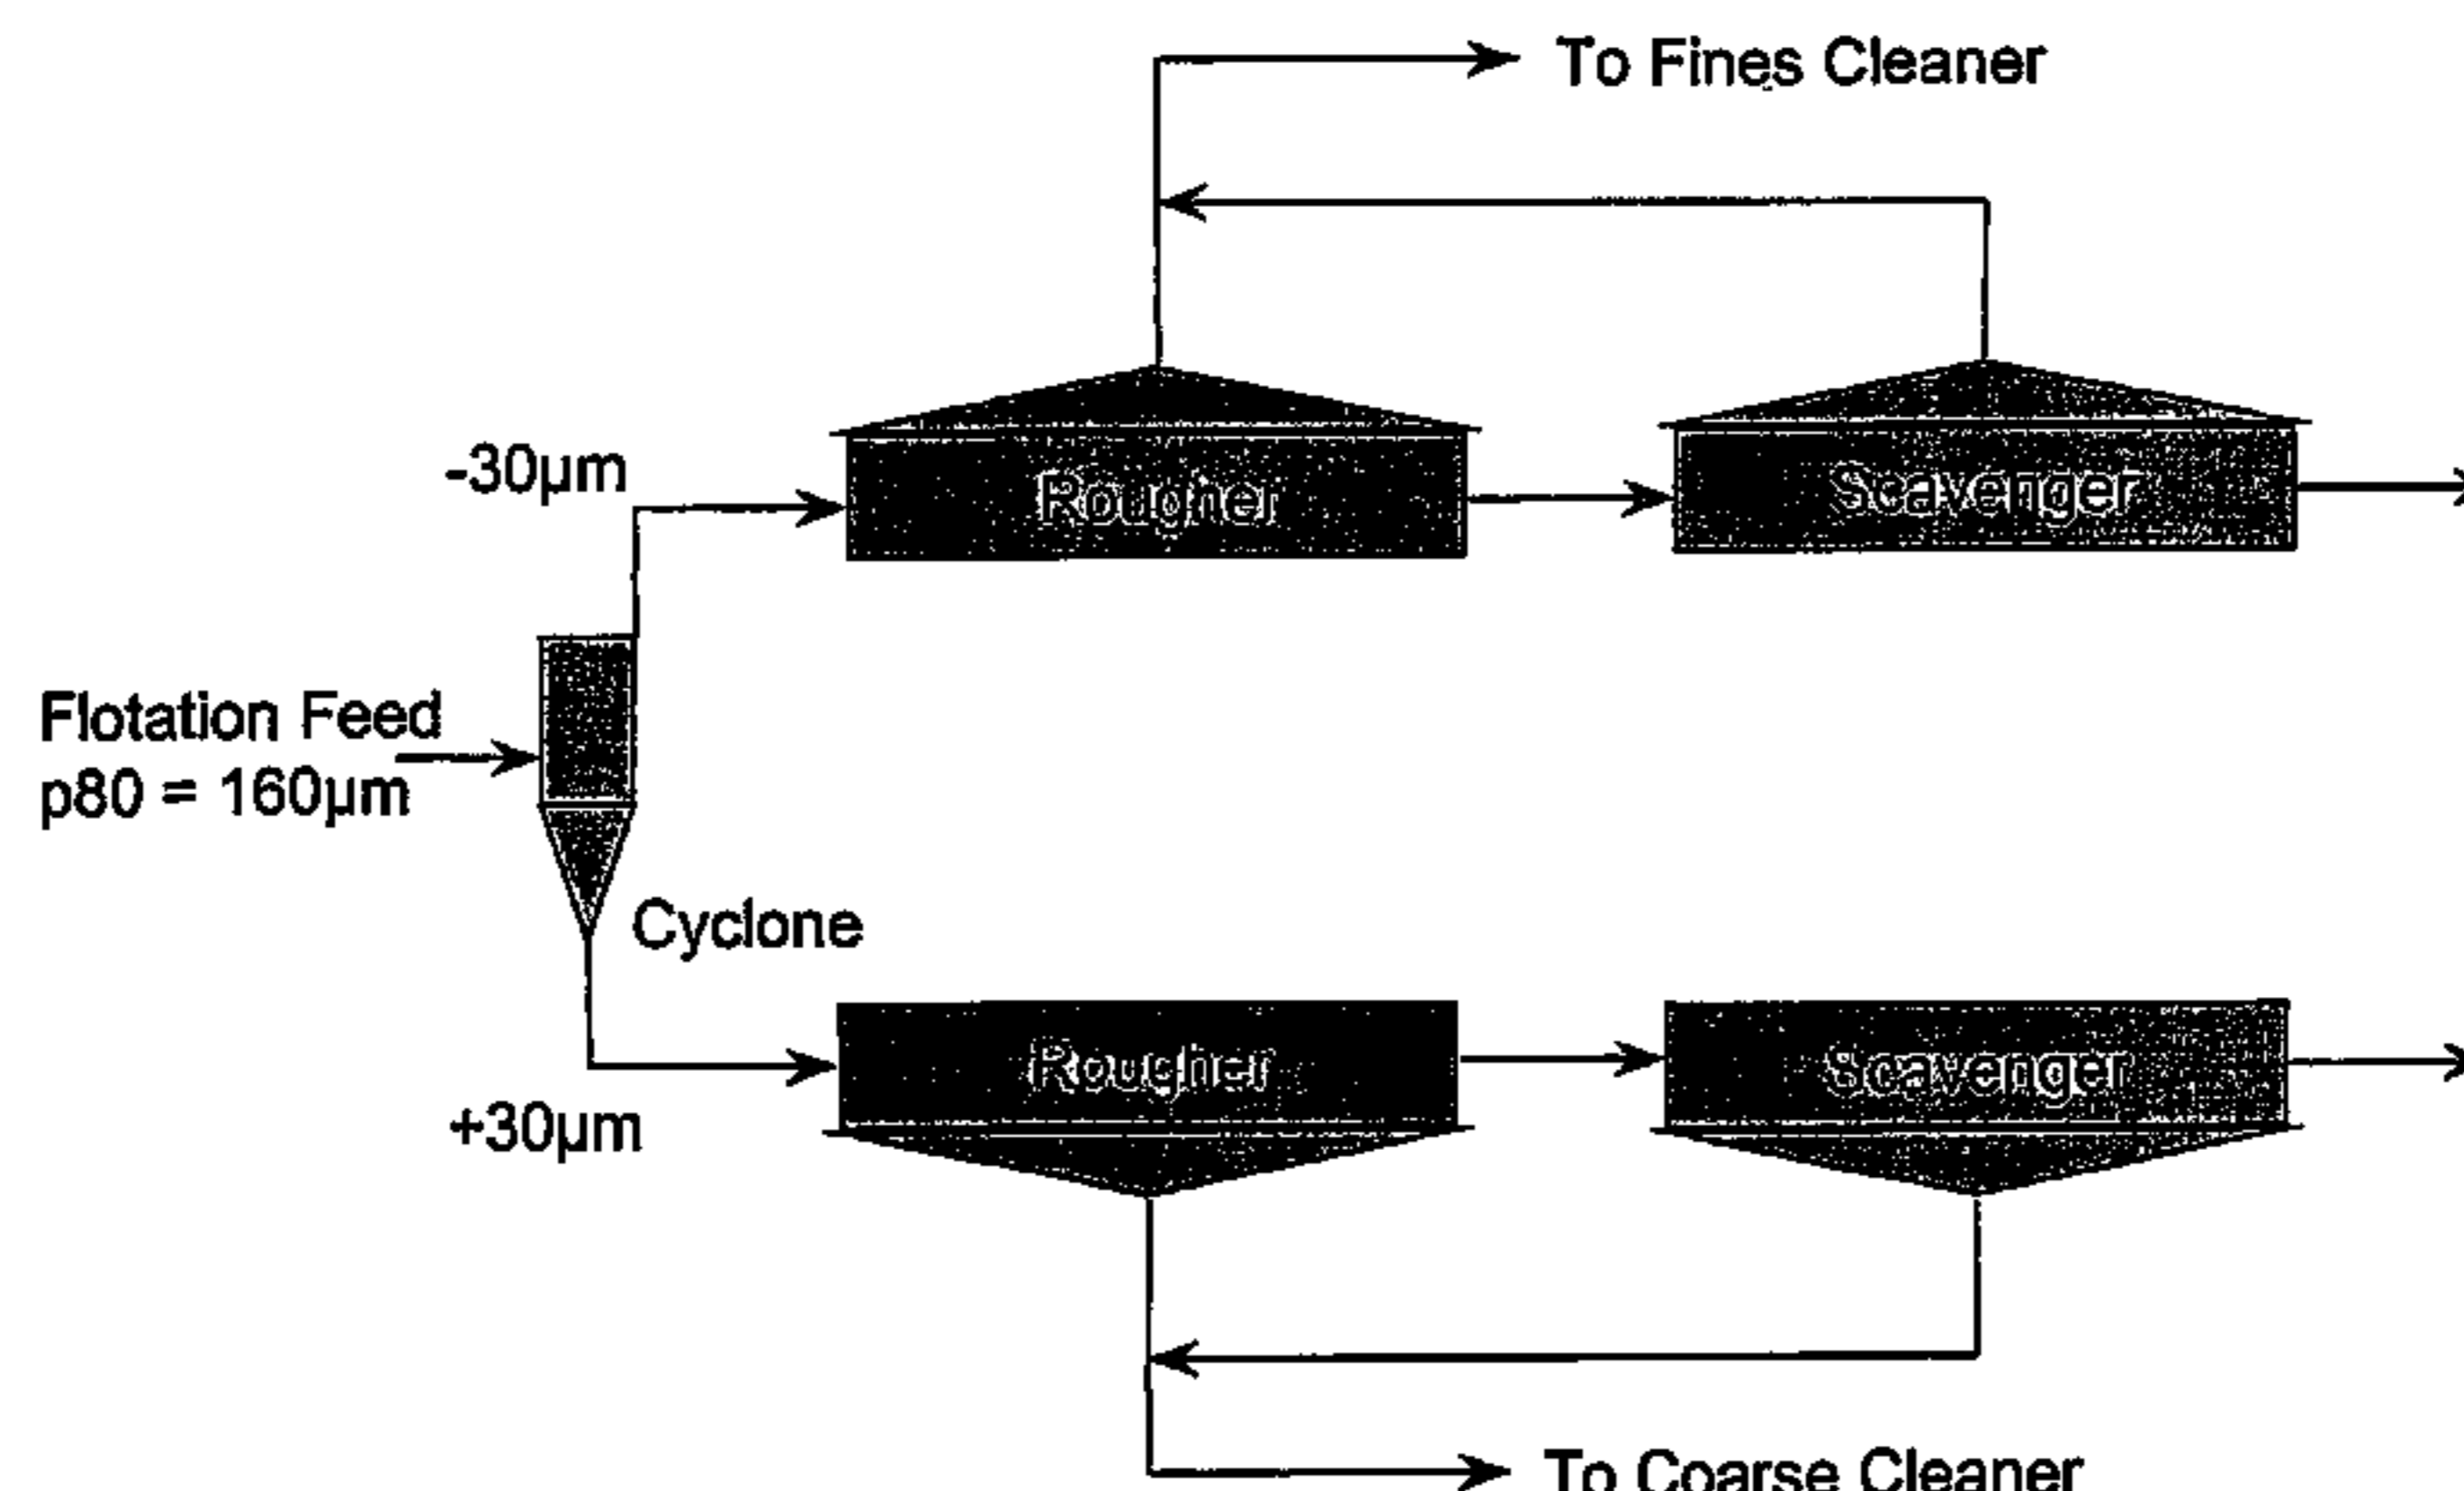 To Fines Cleaner
-30µm
Rougher
Scavenger
Flotation Feed
p80 = 160µm
Cyclone
Rougher
Scavenger
+30µm
To Coarse Cleaner